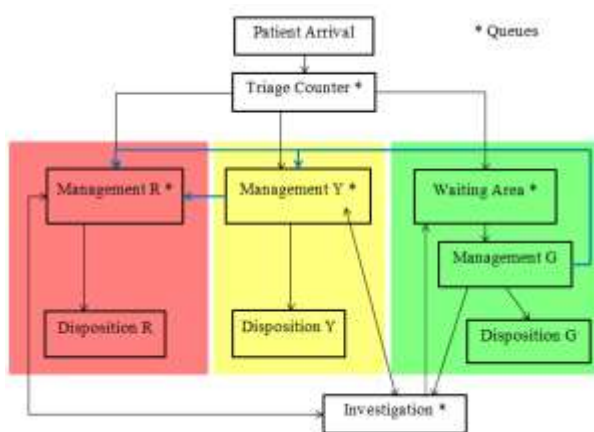 Patient Arrival
* Queues
Triage Counter *
Management R *
Management Y *
Waiting Area *
Management G
Disposition R
Disposition Y
Disposition G
Investigation *